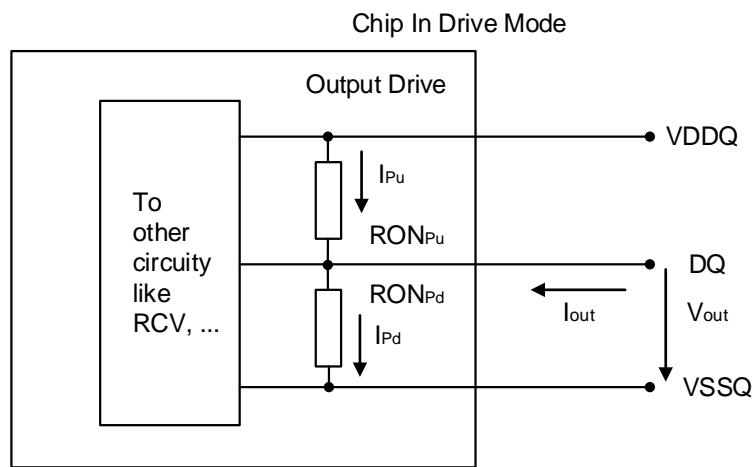 Chip In Drive Mode
Output Drive
VDDQ
IPu
To
other
circuity
like
RCV, ...
RONPu
DQ
RONPd
Iout
Vout
IPd
VSSQ